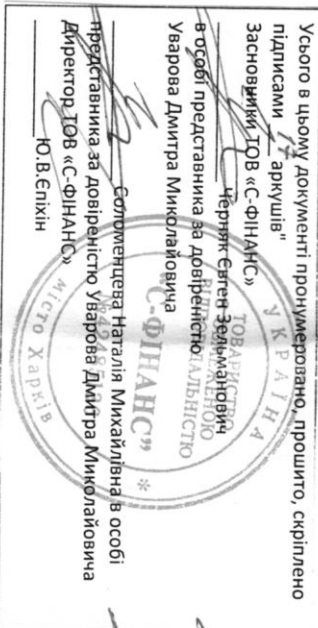 Усього в цьому документі пронумеровано, прошито, скріплено
підписами 14 аркушів"
Засновники ТОВ «С-ФІНАНС»
Черняк Євген Зельманович
в особі представника за довіреністю
Уварова Дмитра Миколайовича
Соломенцева Наталія Михайлівна в особі
представника за довіреністю Уварова Дмитра Миколайовича
Директор ТОВ «С-ФІНАНС»
Ю.В.Єпіхін
УКРАЇНА
ТОВАРИСТВО
З ОБМЕЖЕНОЮ
ВІДПОВІДАЛЬНІСТЮ
"С-ФІНАНС"
місто Харків